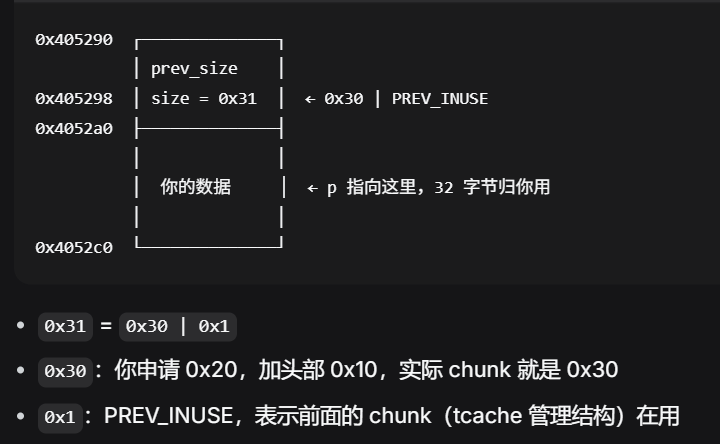 0x405290
prev_size
0x405298 size = 0x31 ← 0x30 | PREV_INUSE
0x4052a0
你的数据 ← p 指向这里，32 字节归你用
0x4052c0
• 0x31 = 0x30 | 0x1
• 0x30：你申请 0x20，加头部 0x10，实际 chunk 就是 0x30
• 0x1：PREV_INUSE，表示前面的 chunk（tcache 管理结构）在用